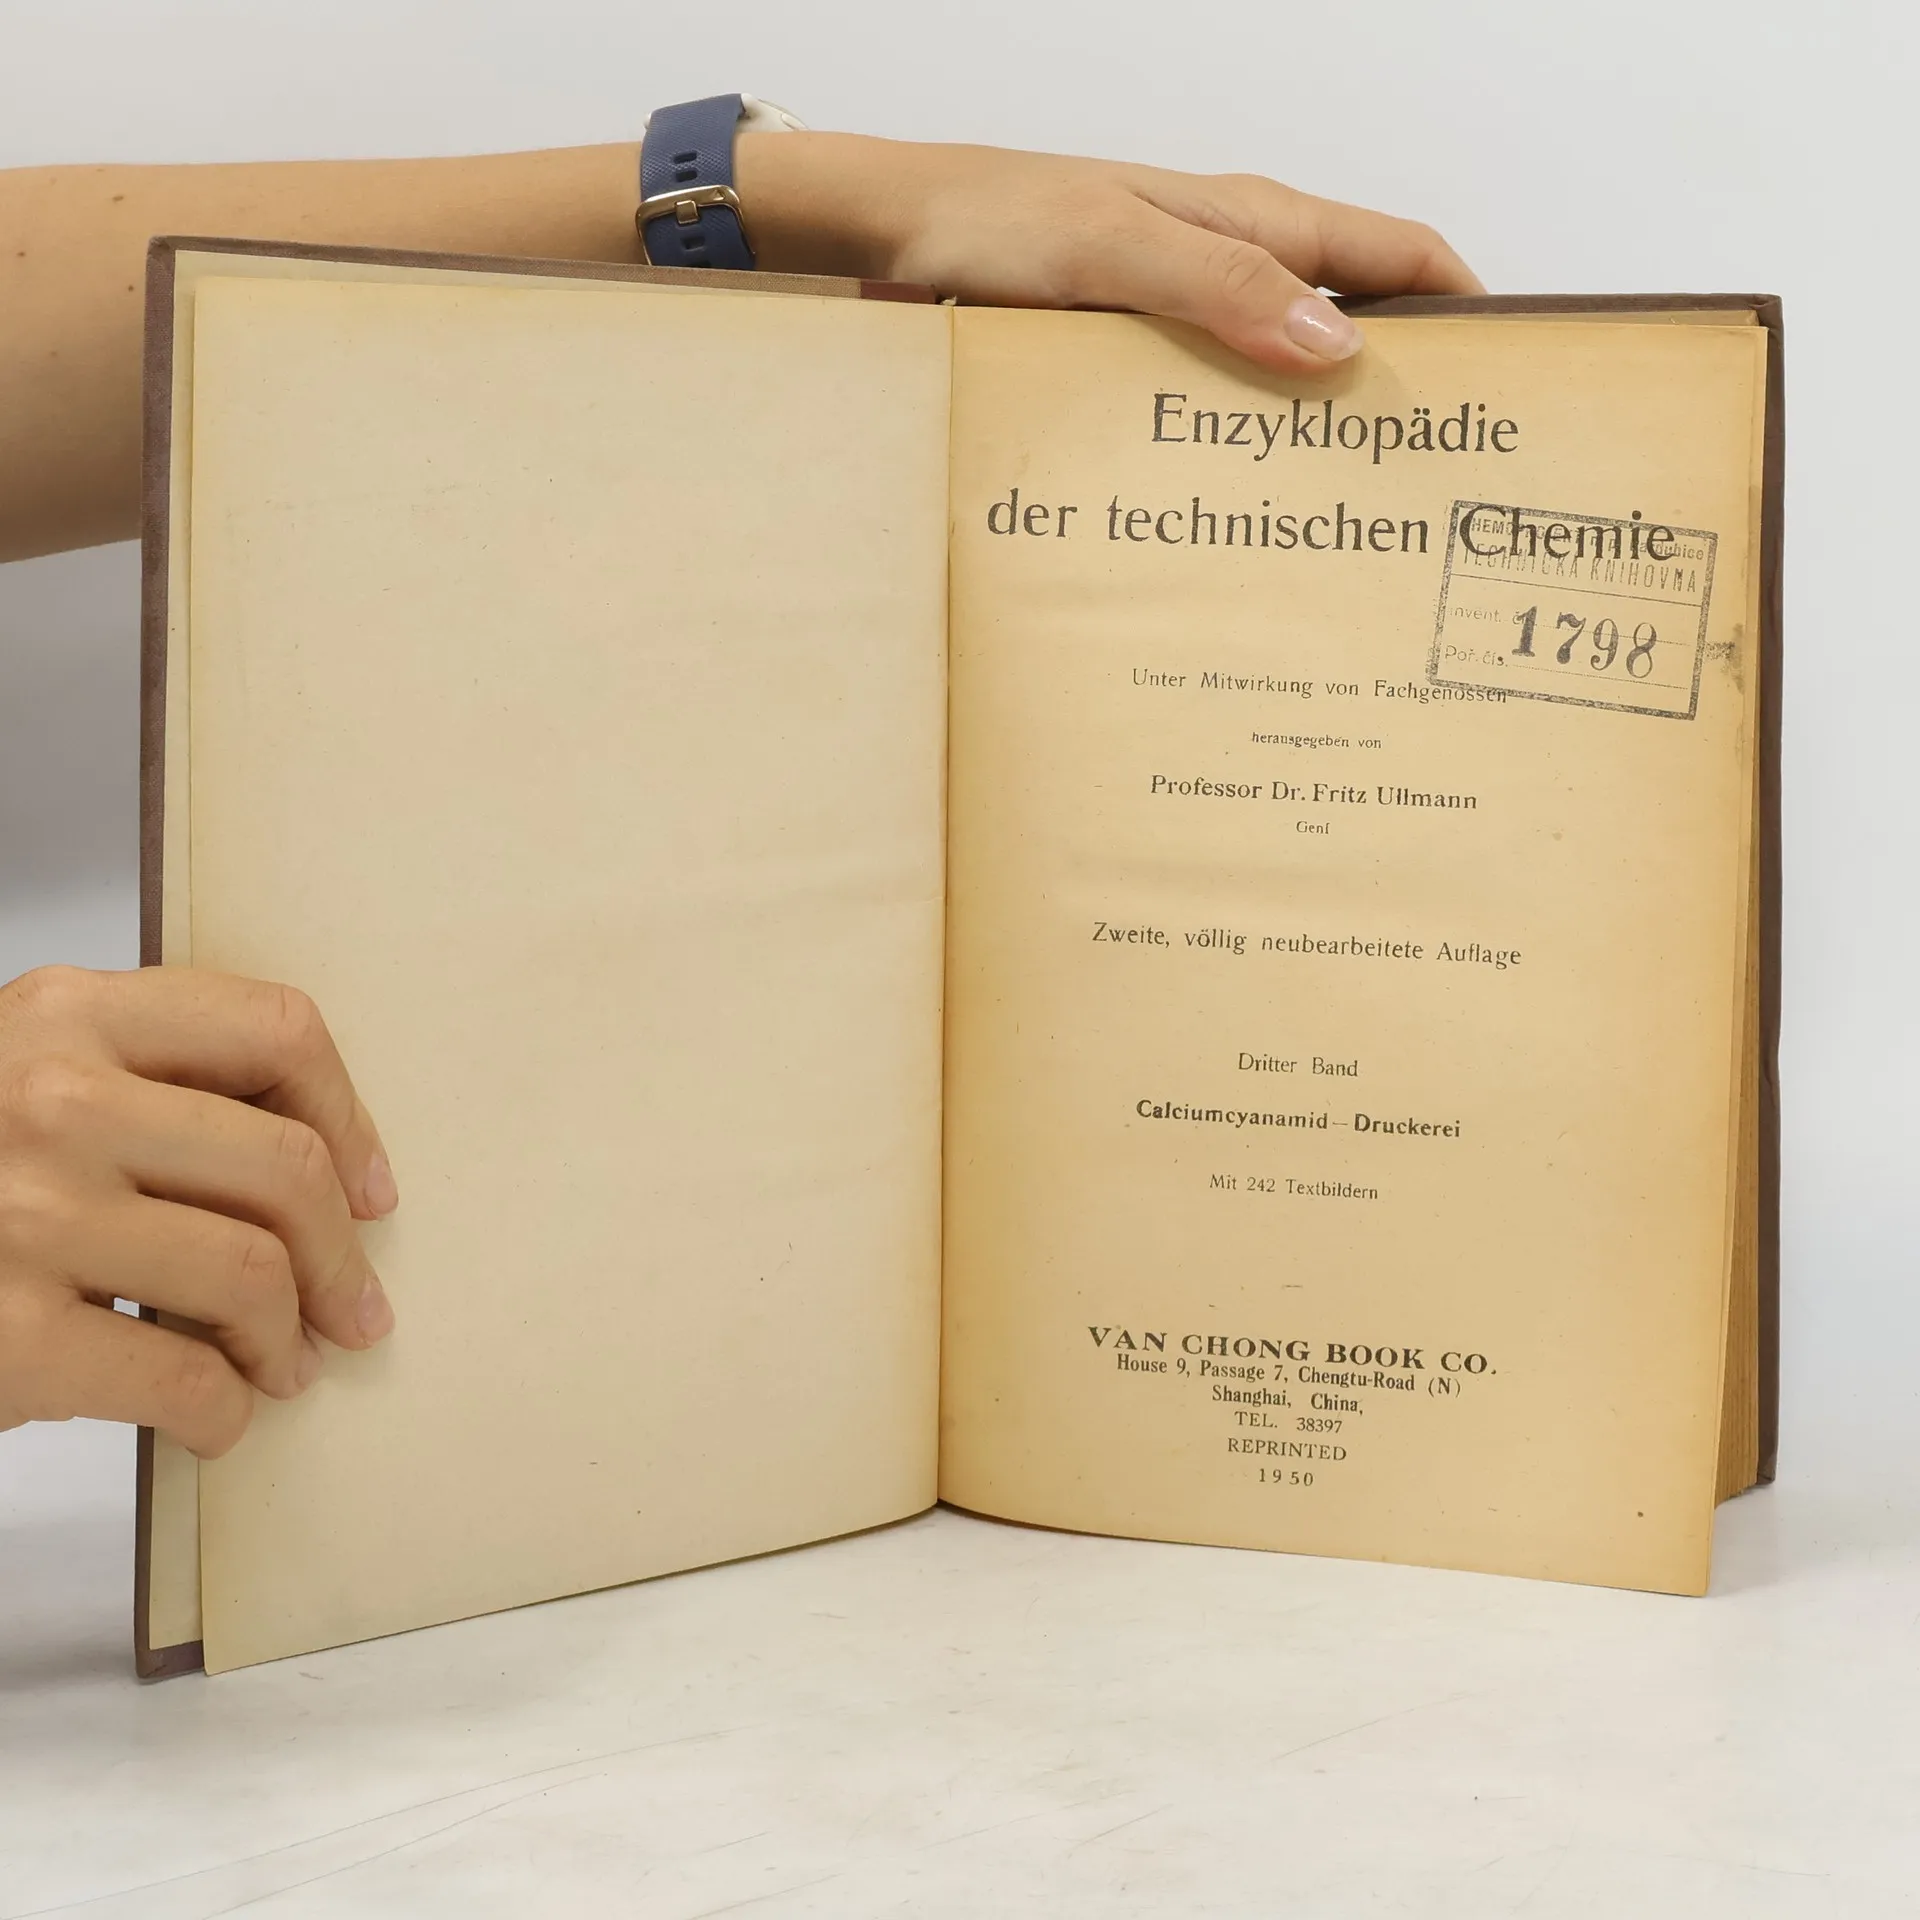 Enzyklopädie
der technischen Chemie
TECHNICKÁ KNIHOVNA
Invent. č.
1798
Poř. čís.
Unter Mitwirkung von Fachgenossen
herausgegeben von
Professor Dr. Fritz Ullmann
Genf
Zweite, völlig neubearbeitete Auflage
Dritter Band
Calciumcyanamid – Druckerei
Mit 242 Textbildern
VAN CHONG BOOK CO.
House 9, Passage 7, Chengtu-Road (N)
Shanghai, China,
TEL. 38397
REPRINTED
1950